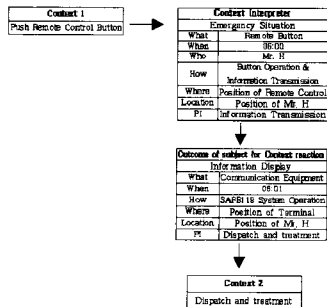 Context 1
Push Remote Control Button
Context Interpreter
Emergency Situation
What Remote Button
When 06:00
Who Mr. H
How Button Operation & Information Transmission
Where Position of Remote Control
Location Position of Mr. H
PI Information Transmission
Outcome of subject for Context reaction
Information Display
What Communication Equipment
When 06:01
How System Operation
Where Position of Terminal
Location Position of Mr. H
PI Dispatch and treatment
Context 2
Dispatch and treatment